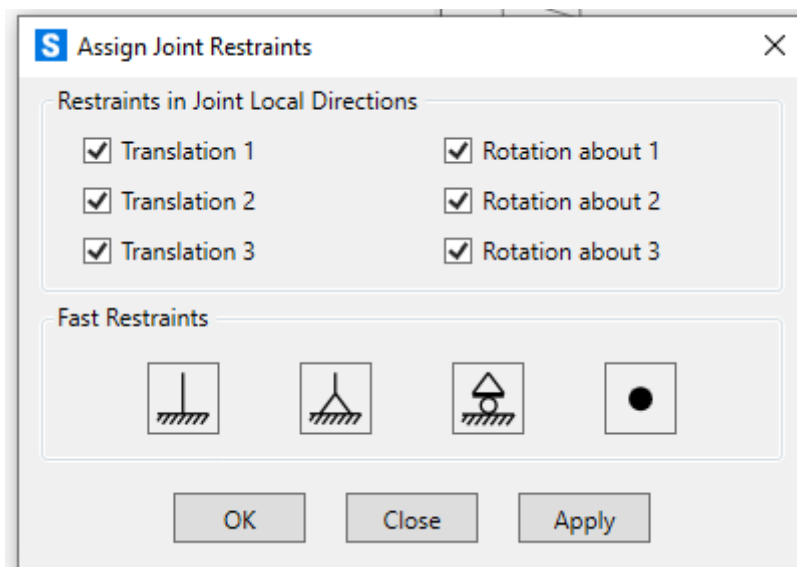 S Assign Joint Restraints
Restraints in Joint Local Directions
Translation 1 Rotation about 1
Translation 2 Rotation about 2
Translation 3 Rotation about 3
Fast Restraints
OK Close Apply